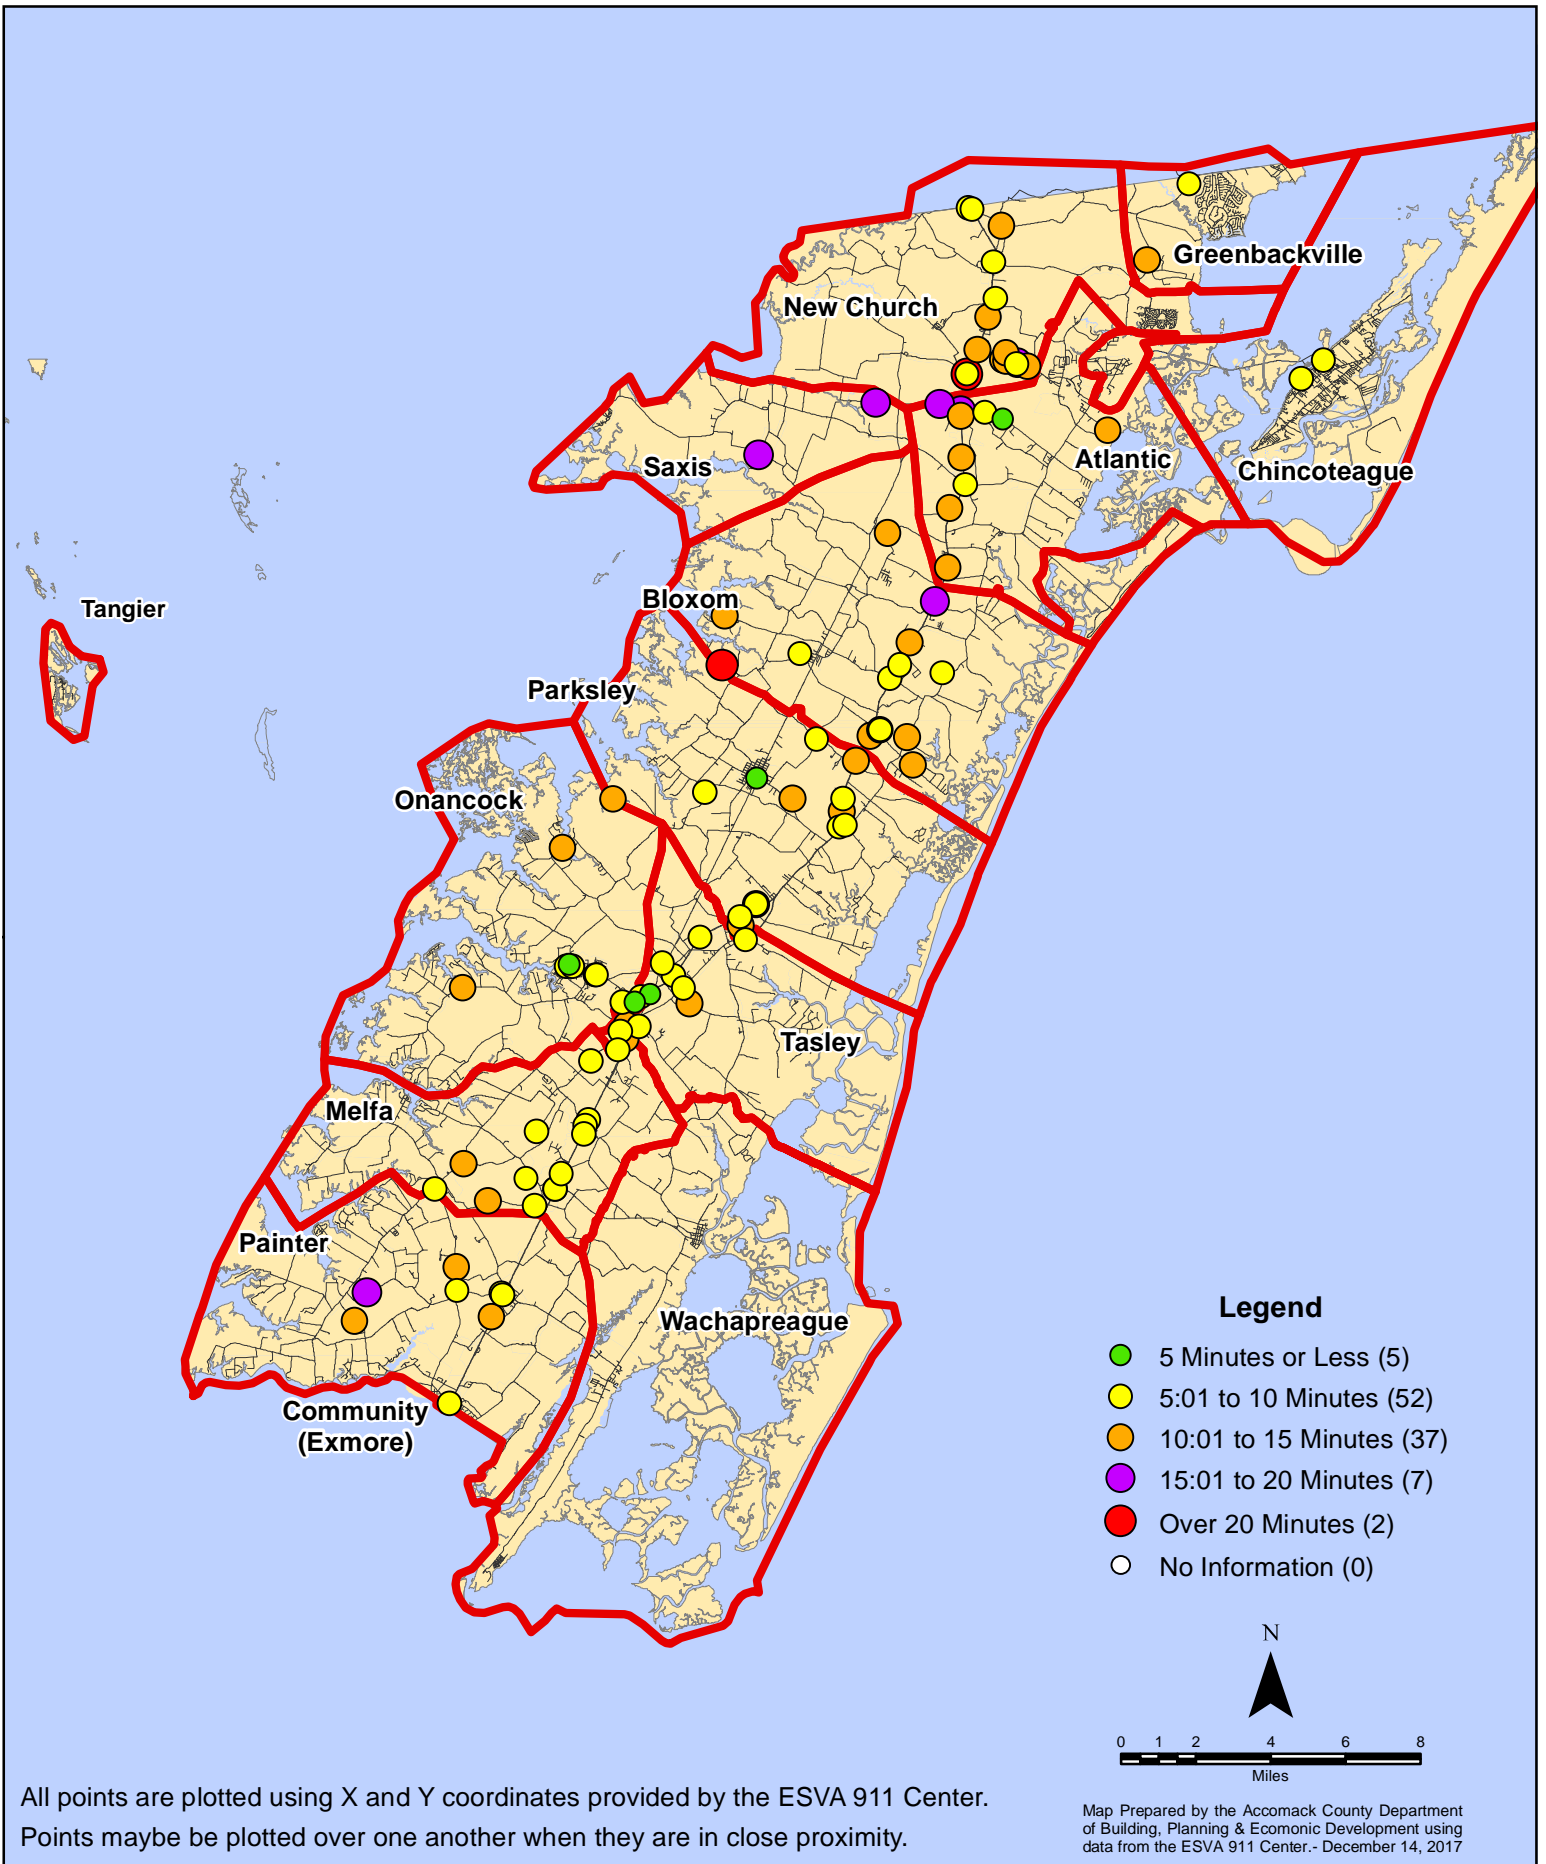 Greenbackville
New Church
Atlantic
Chincoteague
Saxis
Bloxom
Tangier
Parksley
Onancock
Tasley
Melfa
Painter
Wachapreague
Community
(Exmore)
Legend
5 Minutes or Less (5)
5:01 to 10 Minutes (52)
10:01 to 15 Minutes (37)
15:01 to 20 Minutes (7)
Over 20 Minutes (2)
No Information (0)
N
0 1 2 4 6 8
Miles
All points are plotted using X and Y coordinates provided by the ESVA 911 Center.
Points maybe be plotted over one another when they are in close proximity.
Map Prepared by the Accomack County Department
of Building, Planning & Ecomonic Development using
data from the ESVA 911 Center.- December 14, 2017